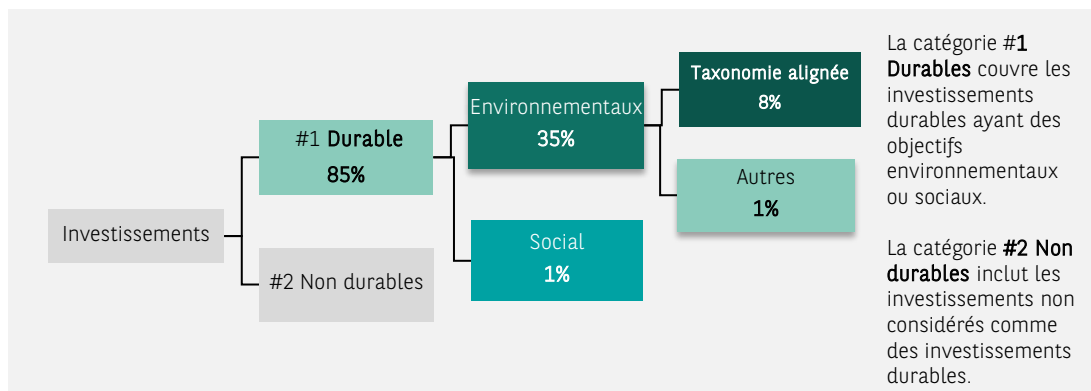 Investissements
#1 Durable
85%
#2 Non durables
Environnementaux
35%
Social
1%
Taxonomie alignée
8%
Autres
1%
La catégorie #1
Durables couvre les
investissements
durables ayant des
objectifs
environnementaux
ou sociaux.
La catégorie #2 Non
durables inclut les
investissements non
considérés comme
des investissements
durables.